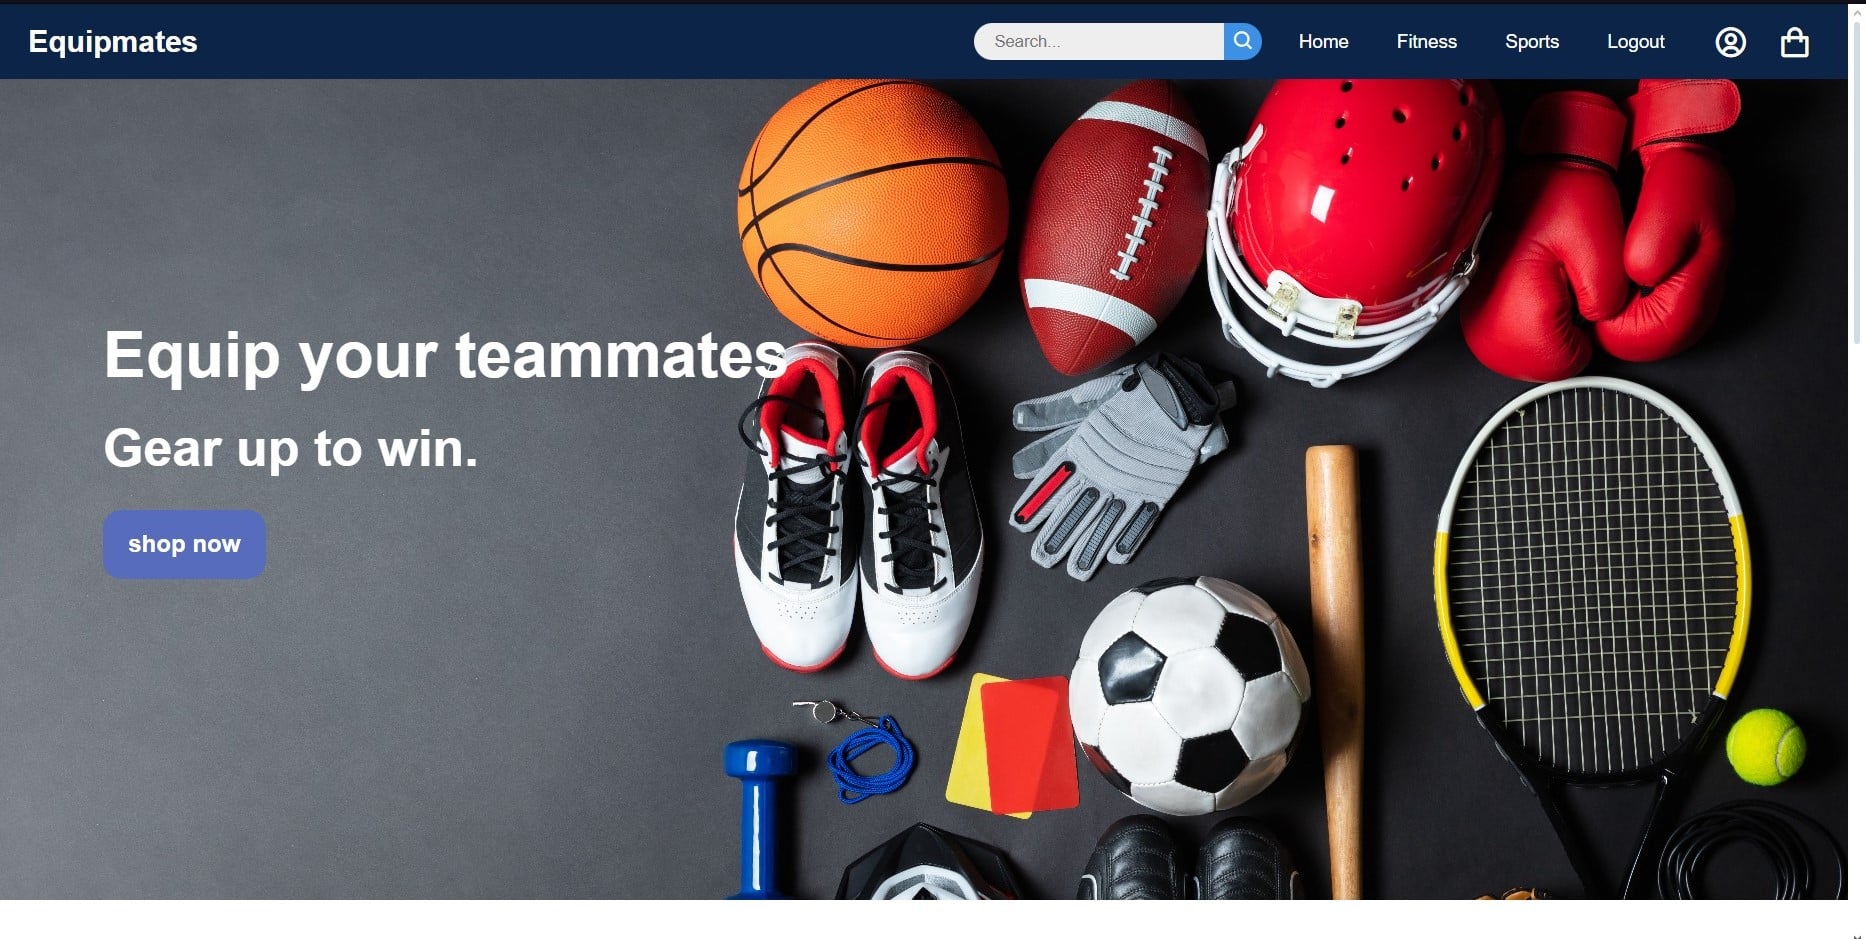 Equipmates
Search...
Home
Fitness
Sports
Logout
Equip your teammates
Gear up to win.
shop now